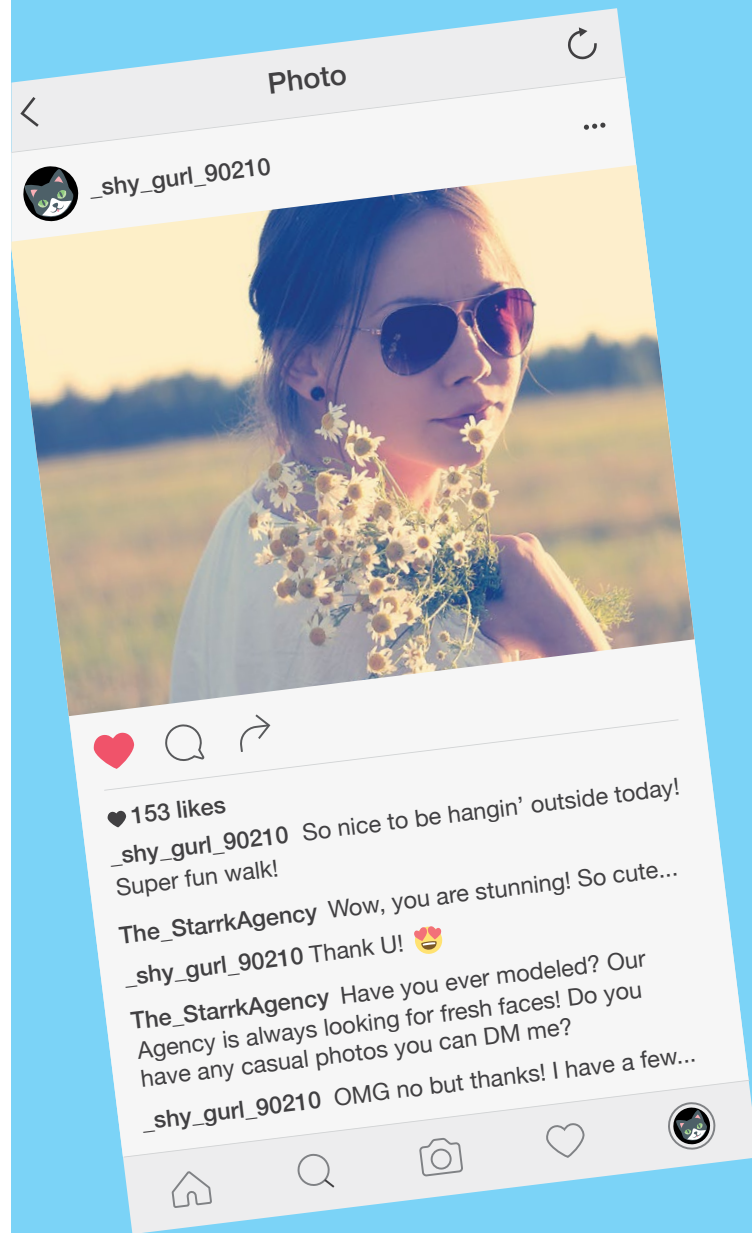 Photo
_shy_gurl_90210
153 likes
_shy_gurl_90210 So nice to be hangin’ outside today!
Super fun walk!
The_StarrkAgency Wow, you are stunning! So cute...
_shy_gurl_90210 Thank U! 😍
The_StarrkAgency Have you ever modeled? Our
Agency is always looking for fresh faces! Do you
have any casual photos you can DM me?
_shy_gurl_90210 OMG no but thanks! I have a few...